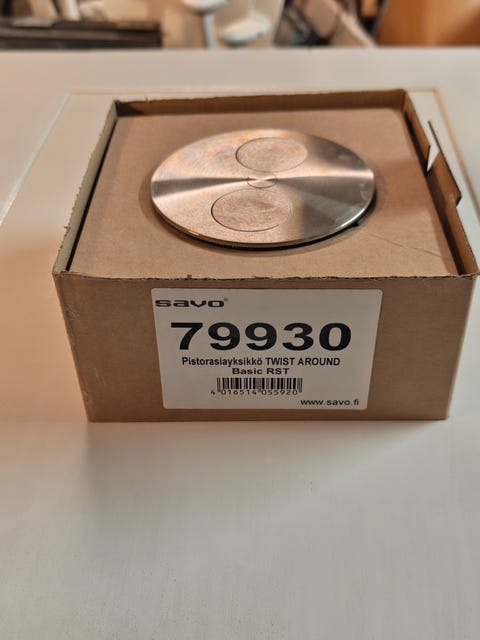 savo®
79930
Pistorasiayksikkö TWIST AROUND
Basic RST
4 016514 055920
www.savo.fi